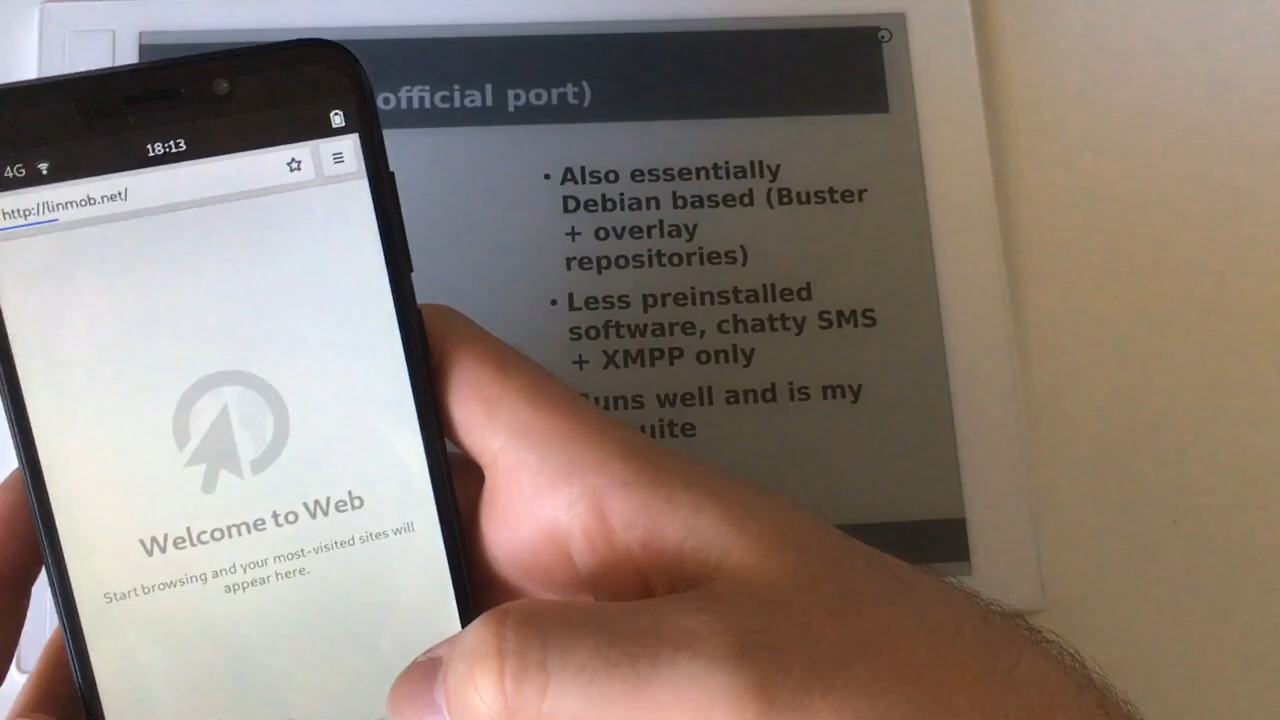 4G
18:13
http://linmob.net/
Welcome to Web
Start browsing and your most-visited sites will
appear here.
official port)
• Also essentially
Debian based (Buster
+ overlay
repositories)
• Less preinstalled
software, chatty SMS
+ XMPP only
well and is my